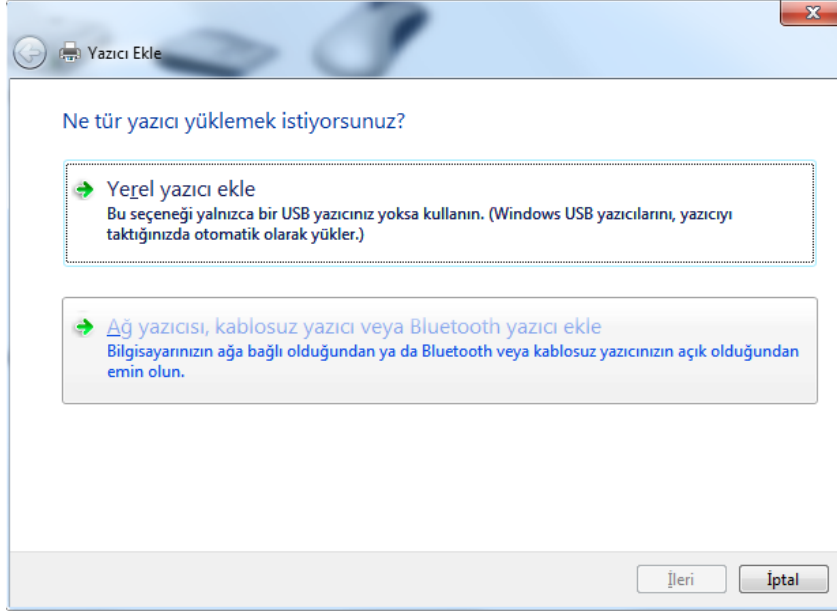 Yazıcı Ekle
Ne tür yazıcı yüklemek istiyorsunuz?
Yerel yazıcı ekle
Bu seçeneği yalnızca bir USB yazıcınız yoksa kullanın. (Windows USB yazıcılarını, yazıcıyı
taktığınızda otomatik olarak yükler.)
Ağ yazıcısı, kablosuz yazıcı veya Bluetooth yazıcı ekle
Bilgisayarınızın ağa bağlı olduğundan ya da Bluetooth veya kablosuz yazıcınızın açık olduğundan
emin olun.
İleri
İptal